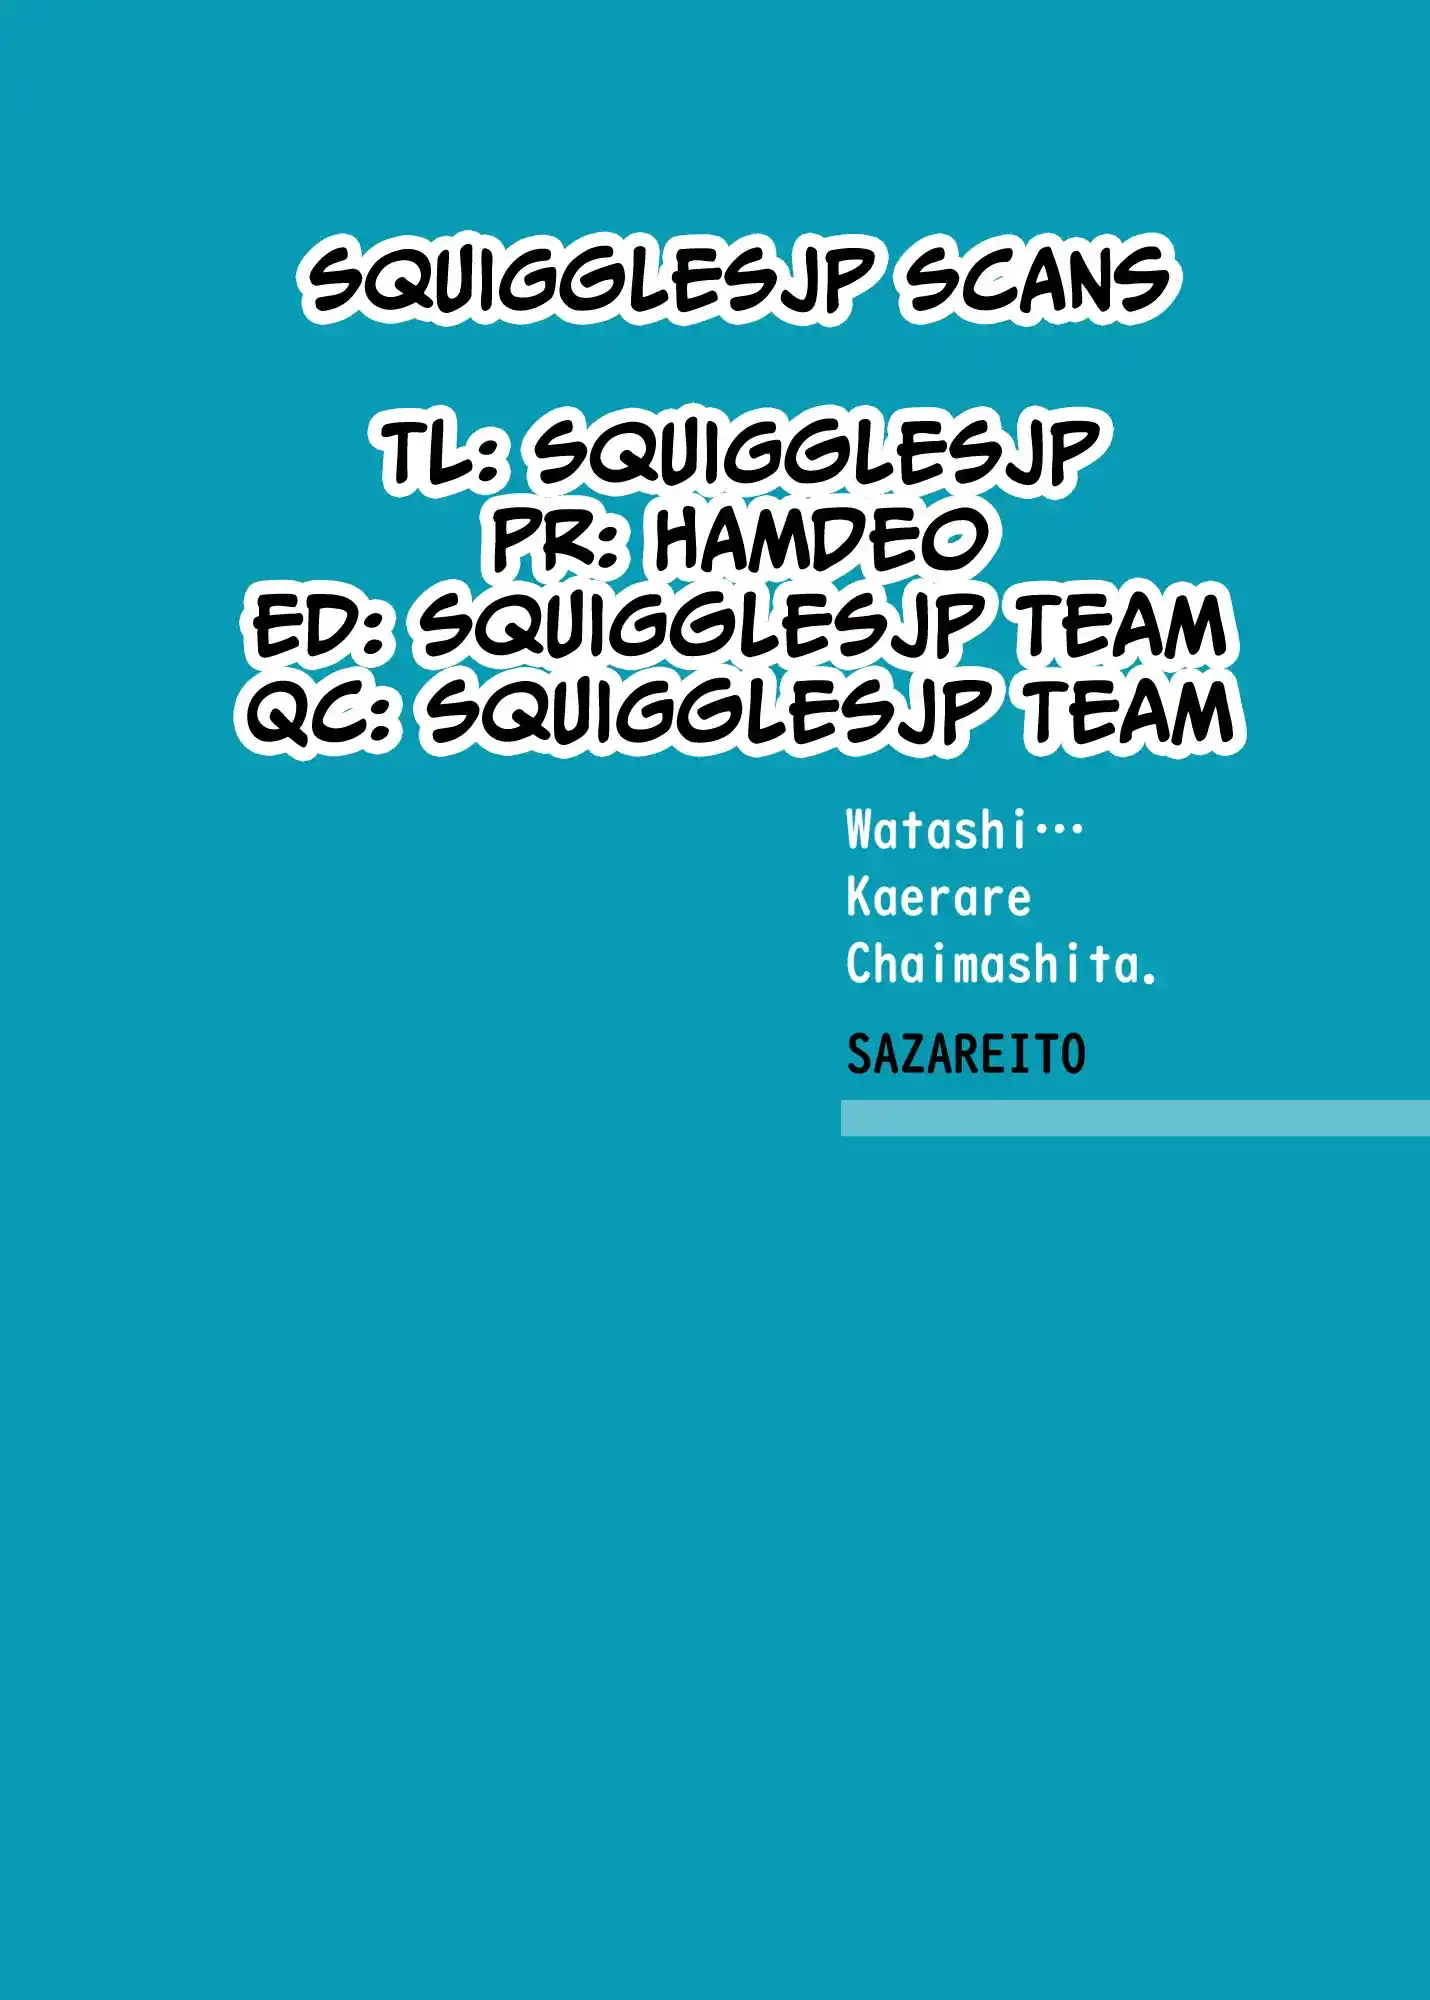 SQUIGGLESJP SCANS
TL: SQUIGGLESJP
PR: HAMDEO
ED: SQUIGGLESJP TEAM
QC: SQUIGGLESJP TEAM
Watashi…
Kaerare
Chaimashita.
SAZAREITO